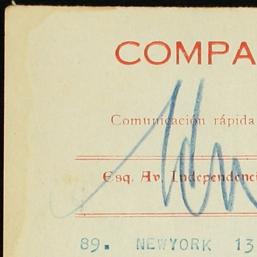 COMPA
Comunicación rápida
Esq. Av. Independenci
89. NEWYORK 13